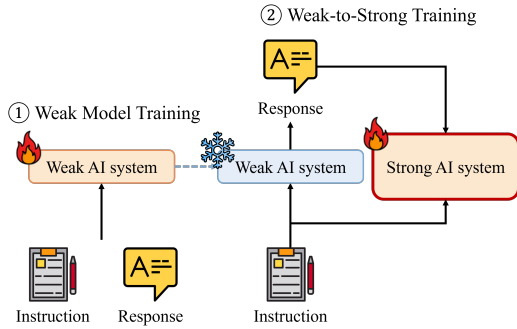 ② Weak-to-Strong Training
A
Response
① Weak Model Training
Weak AI system
Weak AI system
Strong AI system
A
Instruction
Response
Instruction